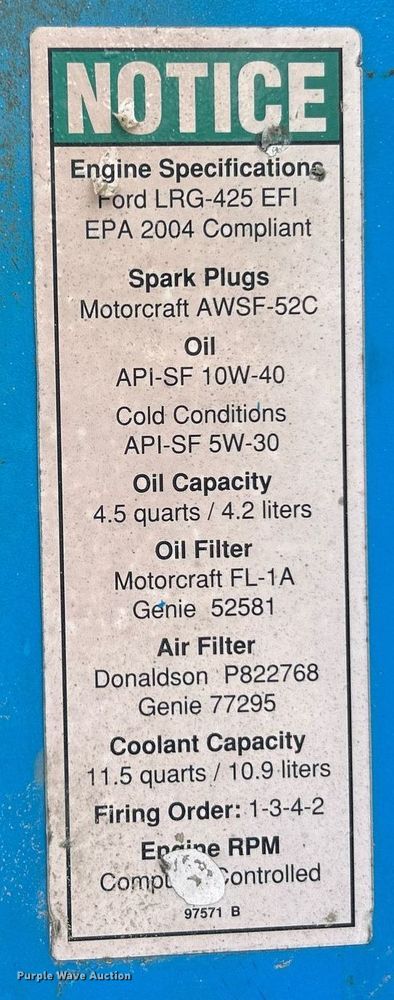 NOTICE
Engine Specifications
Ford LRG-425 EFI
EPA 2004 Compliant
Spark Plugs
Motorcraft AWSF-52C
Oil
API-SF 10W-40
Cold Conditions
API-SF 5W-30
Oil Capacity
4.5 quarts / 4.2 liters
Oil Filter
Motorcraft FL-1A
Genie 52581
Air Filter
Donaldson P822768
Genie 77295
Coolant Capacity
11.5 quarts / 10.9 liters
Firing Order: 1-3-4-2
Engine RPM
Controlled
97571 B
Purple Wave Auction